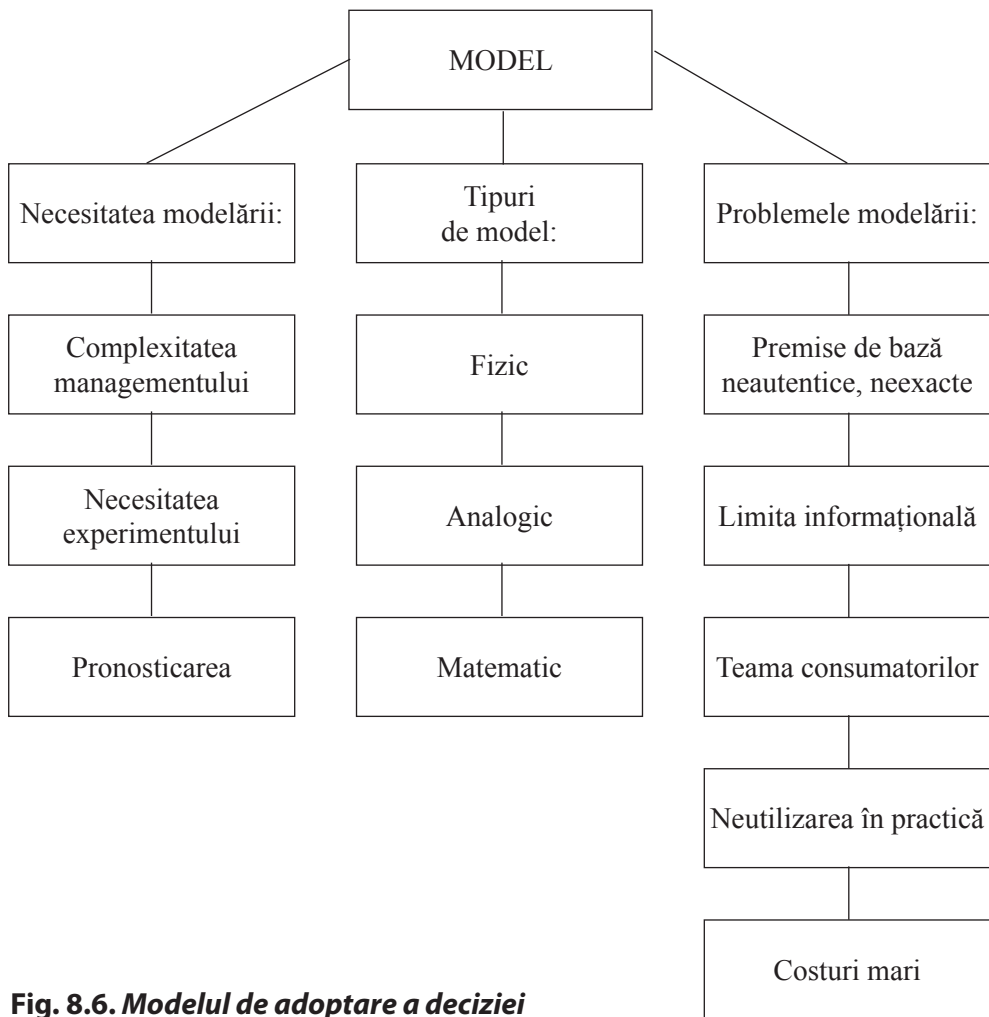 MODEL
Necesitatea modelării:
Complexitatea
managementului
Necesitatea
experimentului
Pronosticarea
Tipuri
de model:
Fizic
Analogic
Matematic
Problemele modelării:
Premise de bază
neautentice, neexacte
Limita informațională
Teama consumatorilor
Neutilizarea în practică
Costuri mari
Fig. 8.6. Modelul de adoptare a deciziei